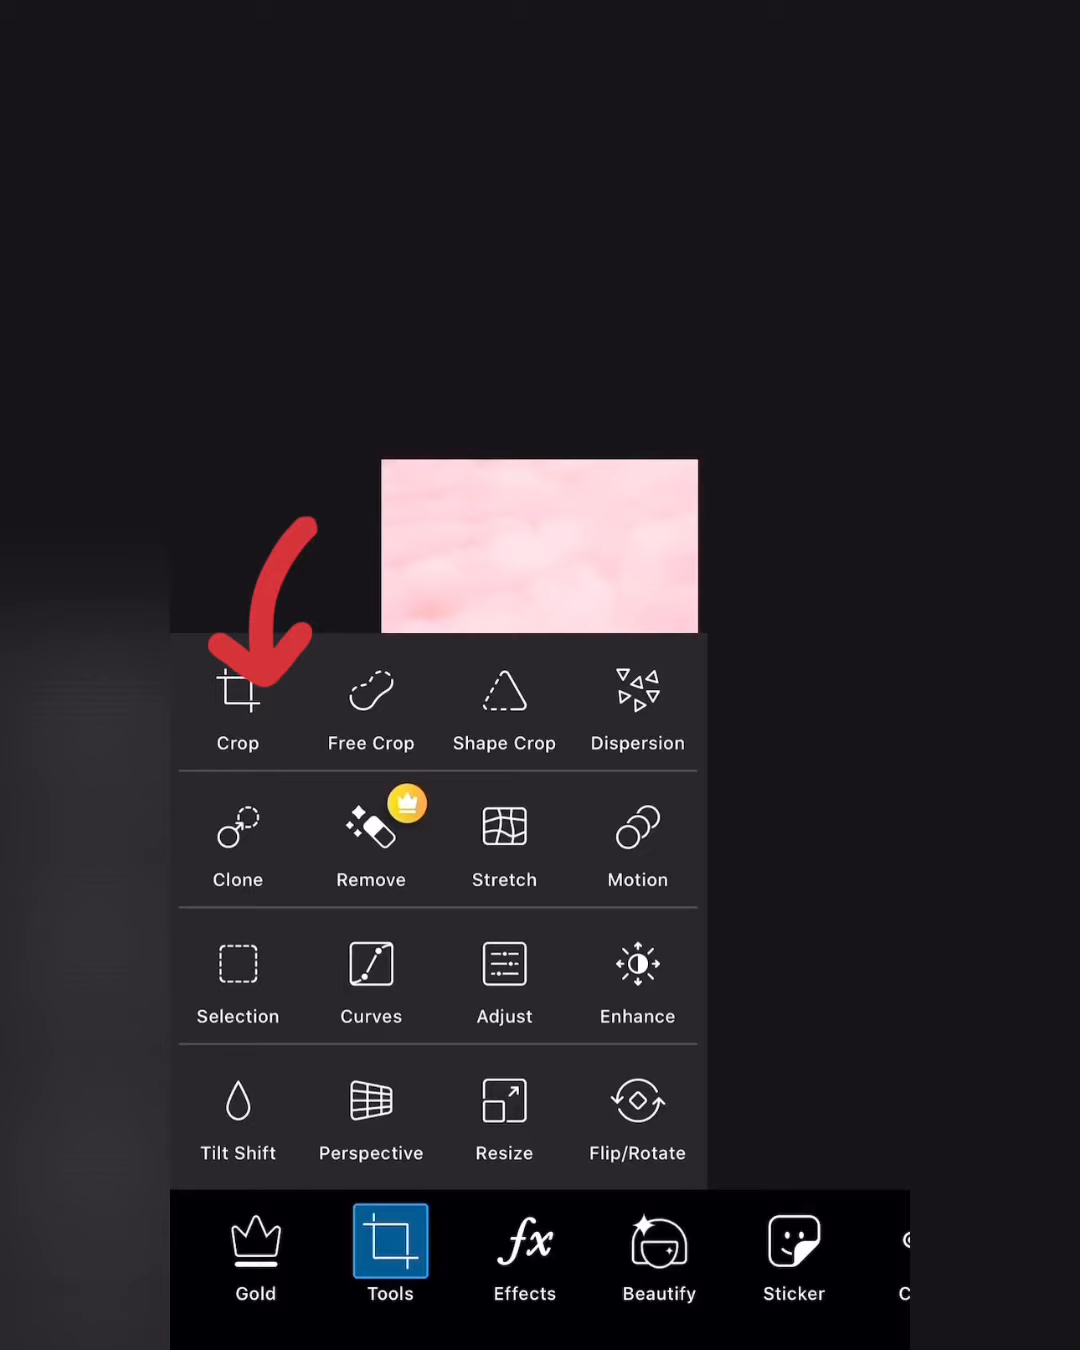 Crop Free Crop Shape Crop Dispersion
Clone Remove Stretch Motion
Selection Curves Adjust Enhance
Tilt Shift Perspective Resize Flip/Rotate
fx
Gold Tools Effects Beautify Sticker